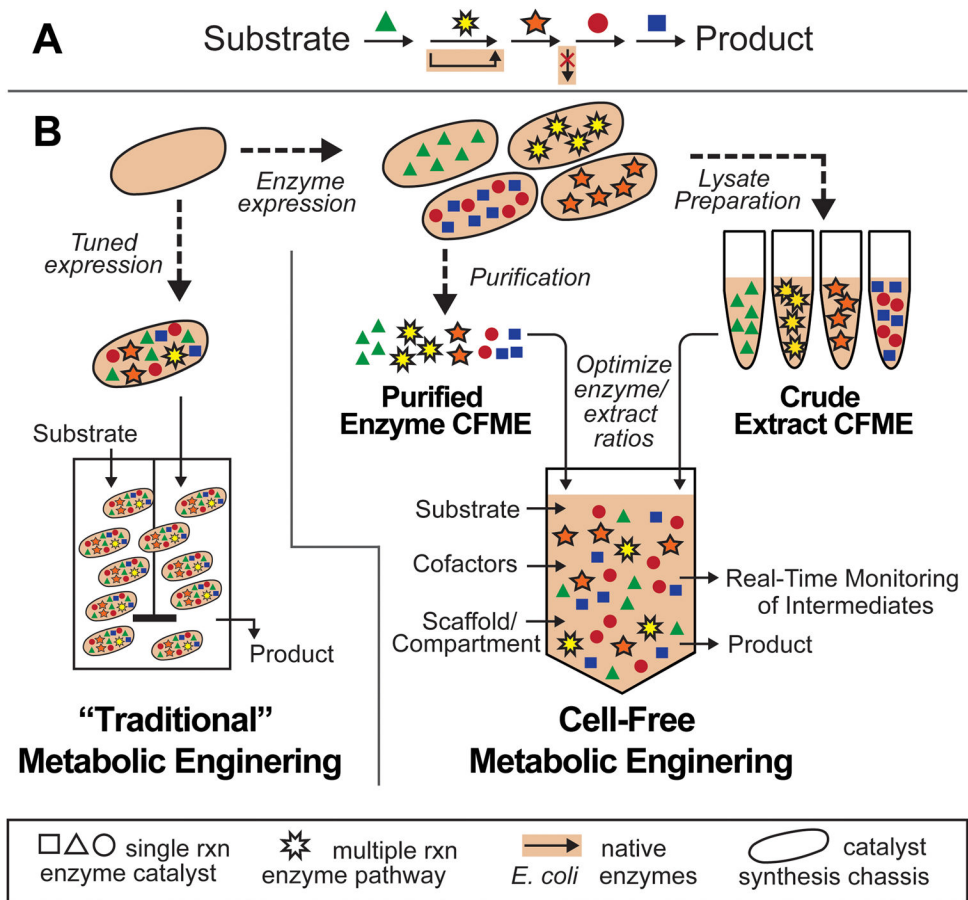 A
Substrate
Product
B
Enzyme
expression
Lysate
Preparation
Tuned
expression
Purification
Purified
Enzyme CFME
Optimize
enzyme/
extract
ratios
Crude
Extract CFME
Substrate
Product
Substrate
Cofactors
Scaffold/
Compartment
Real-Time Monitoring
of Intermediates
Product
“Traditional”
Metabolic Enginering
Cell-Free
Metabolic Enginering
single rxn
enzyme catalyst
multiple rxn
enzyme pathway
native
E. coli enzymes
catalyst
synthesis chassis